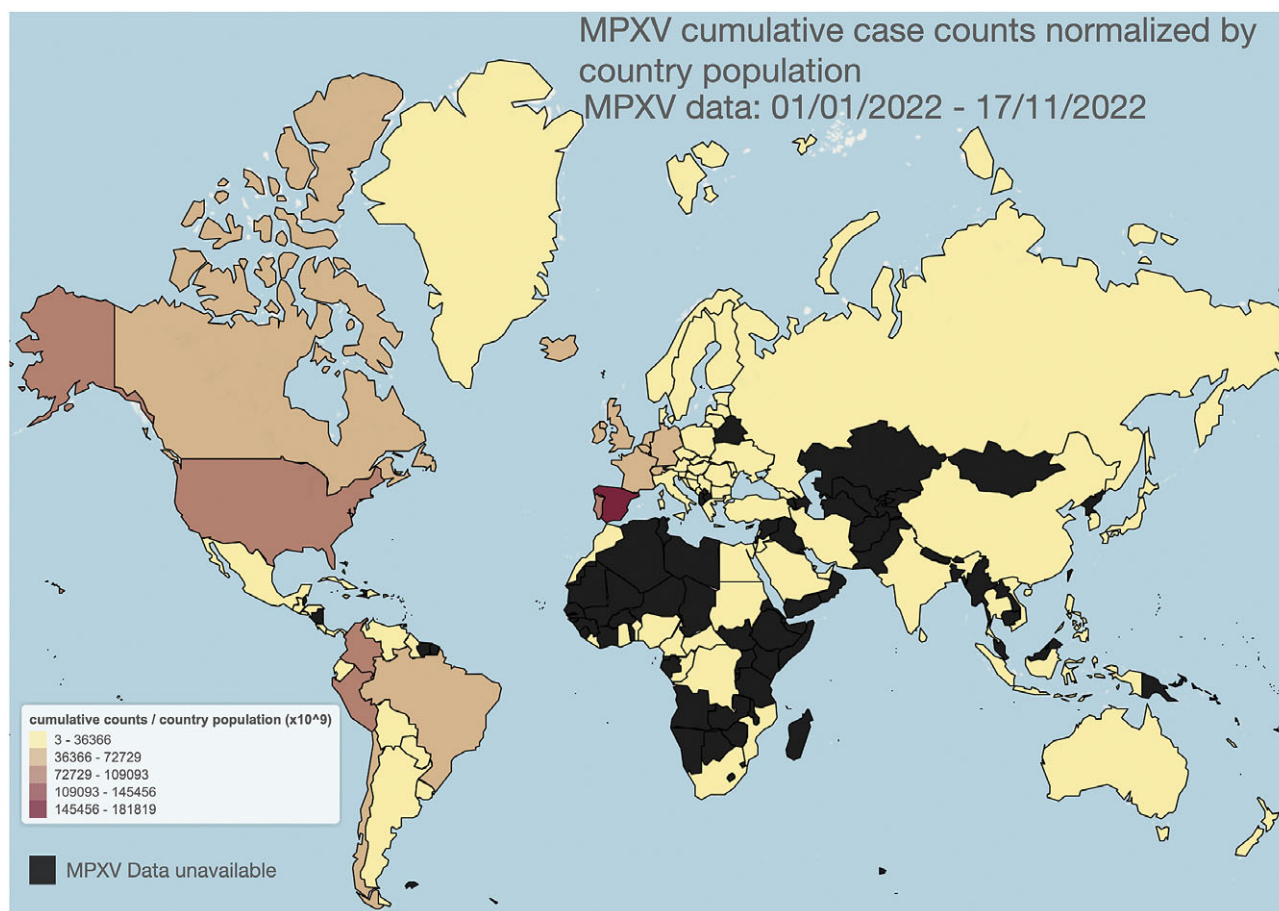 MPXV cumulative case counts normalized by
country population
MPXV data: 01/01/2022 - 17/11/2022
cumulative counts / country population (x10^9)
3 - 36366
36366 - 72729
72729 - 109093
109093 - 145456
145456 - 181819
MPXV Data unavailable